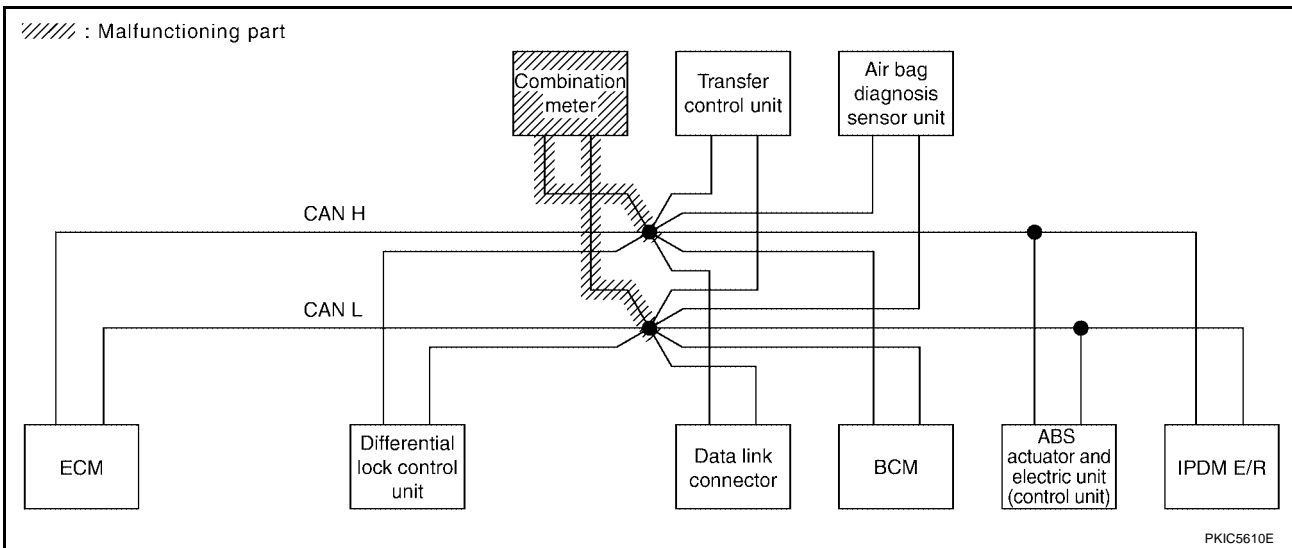 : Malfunctioning part
Combination
meter
Transfer
control unit
Air bag
diagnosis
sensor unit
CAN H
CAN L
ECM
Differential
lock control
unit
Data link
connector
BCM
ABS
actuator and
electric unit
(control unit)
IPDM E/R
PKIC5610E